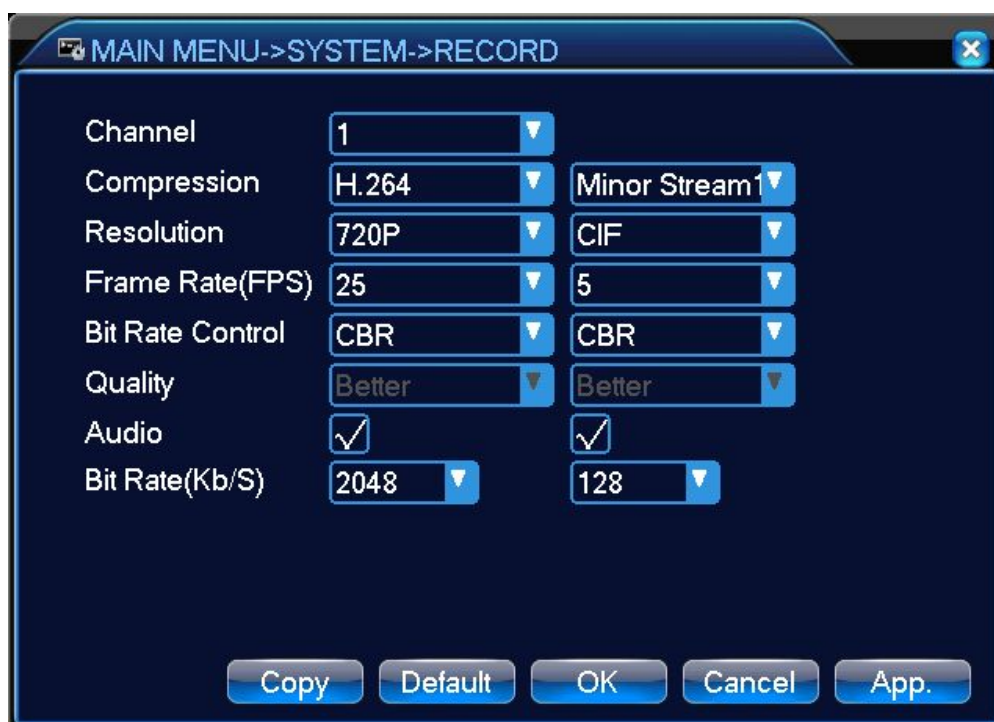 MAIN MENU->SYSTEM->RECORD
Channel 1
Compression H.264 Minor Stream1
Resolution 720P CIF
Frame Rate(FPS) 25 5
Bit Rate Control CBR CBR
Quality Better Better
Audio
Bit Rate(Kb/S) 2048 128
Copy Default OK Cancel App.